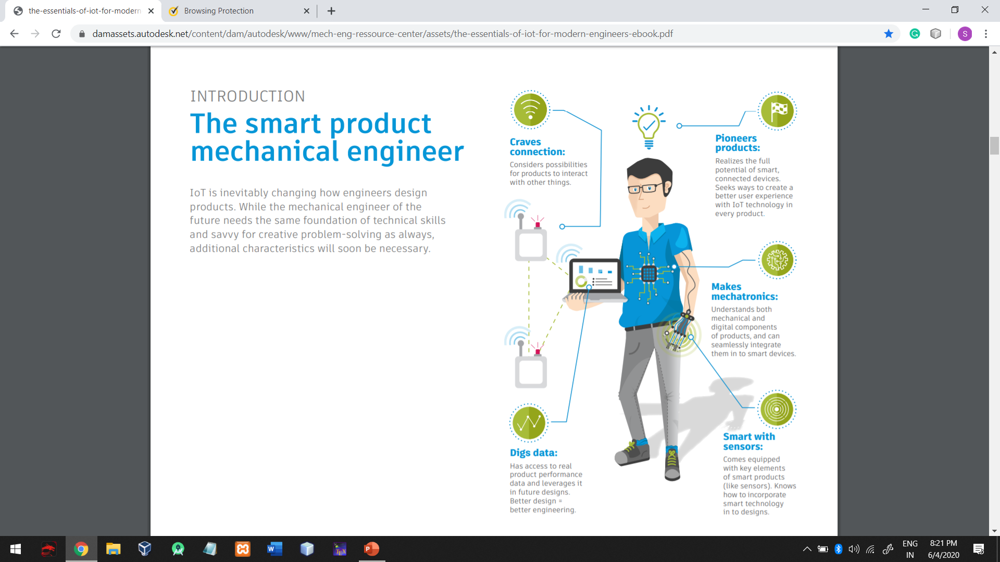 the-essentials-of-iot-for-modern
Browsing Protection
damassets.autodesk.net/content/dam/autodesk/www/mech-eng-ressource-center/assets/the-essentials-of-iot-for-modern-engineers-ebook.pdf
S
INTRODUCTION
The smart product
mechanical engineer
IoT is inevitably changing how engineers design
products. While the mechanical engineer of the
future needs the same foundation of technical skills
and savvy for creative problem-solving as always,
additional characteristics will soon be necessary.
Craves
connection:
Considers possibilities
for products to interact
with other things.
Pioneers
products:
Realizes the full
potential of smart,
connected devices.
Seeks ways to create a
better user experience
with IoT technology in
every product.
Makes
mechatronics:
Understands both
mechanical and
digital components
of products, and can
seamlessly integrate
them in to smart devices.
Digs data:
Has access to real
product performance
data and leverages it
in future designs.
Better design =
better engineering.
Smart with
sensors:
Comes equipped
with key elements
of smart products
(like sensors). Knows
how to incorporate
smart technology
in to designs.
W
TEX
P
ENG
IN
8:21 PM
6/4/2020